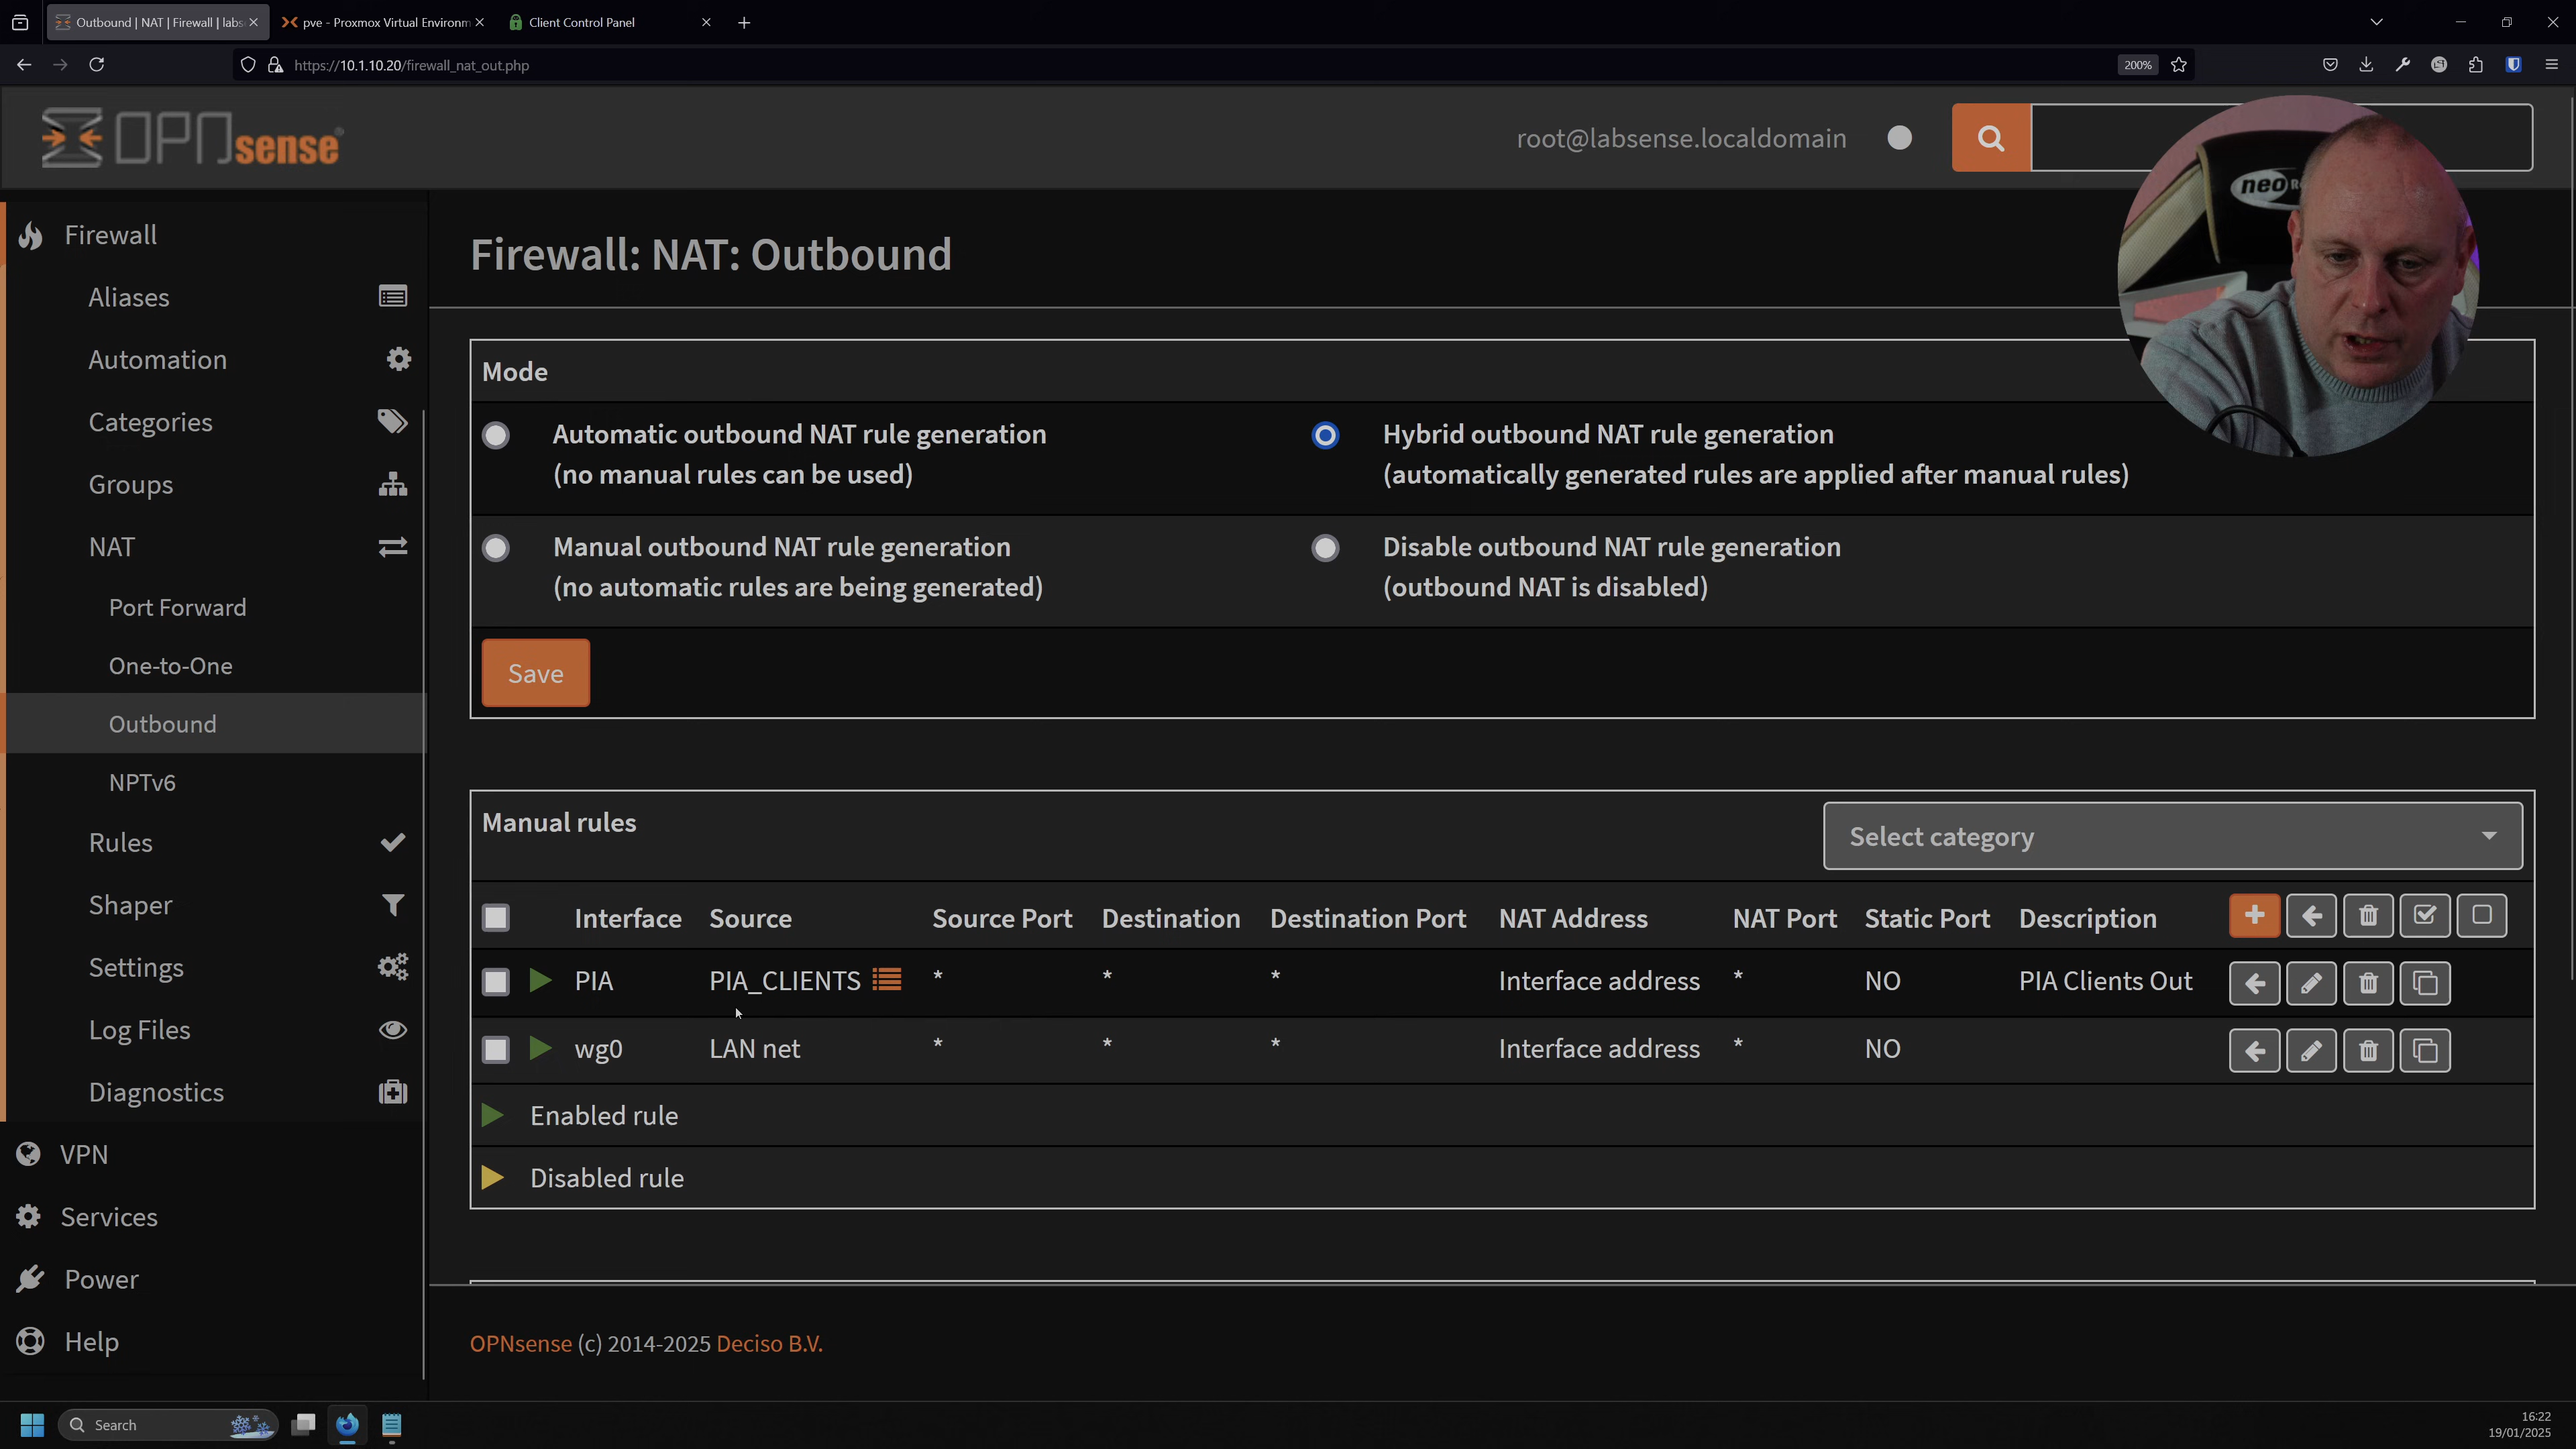 Outbound | NAT | Firewall | labs
pve - Proxmox Virtual Environm
Client Control Panel
https://10.1.10.20/firewall_nat_out.php
200%
OPNsense
root@labsense.localdomain
neo
Firewall
Aliases
Automation
Categories
Groups
NAT
Port Forward
One-to-One
Outbound
NPTv6
Rules
Shaper
Settings
Log Files
Diagnostics
VPN
Services
Power
Help
Firewall: NAT: Outbound
Mode
Automatic outbound NAT rule generation
(no manual rules can be used)
Hybrid outbound NAT rule generation
(automatically generated rules are applied after manual rules)
Manual outbound NAT rule generation
(no automatic rules are being generated)
Disable outbound NAT rule generation
(outbound NAT is disabled)
Save
Manual rules
Select category
Interface Source Source Port Destination Destination Port NAT Address NAT Port Static Port Description
PIA PIA_CLIENTS * * * Interface address * NO PIA Clients Out
wg0 LAN net * * * Interface address * NO
Enabled rule
Disabled rule
OPNsense (c) 2014-2025 Deciso B.V.
Search
16:22
19/01/2025